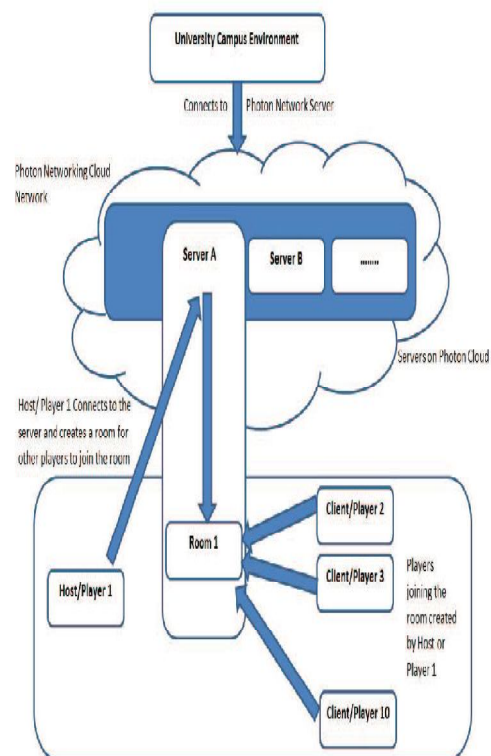 University Campus Environment
Connects to
Photon Network Server
Photon Networking Cloud
Network
Server A
Server B
........
Servers on Photon Cloud
Host/ Player 1 Connects to the
server and creates a room for
other players to join the room
Client/Player 2
Room 1
Client/Player 3
Host/Player 1
Players
joining the
room created
by Host or
Player 1
Client/Player 10